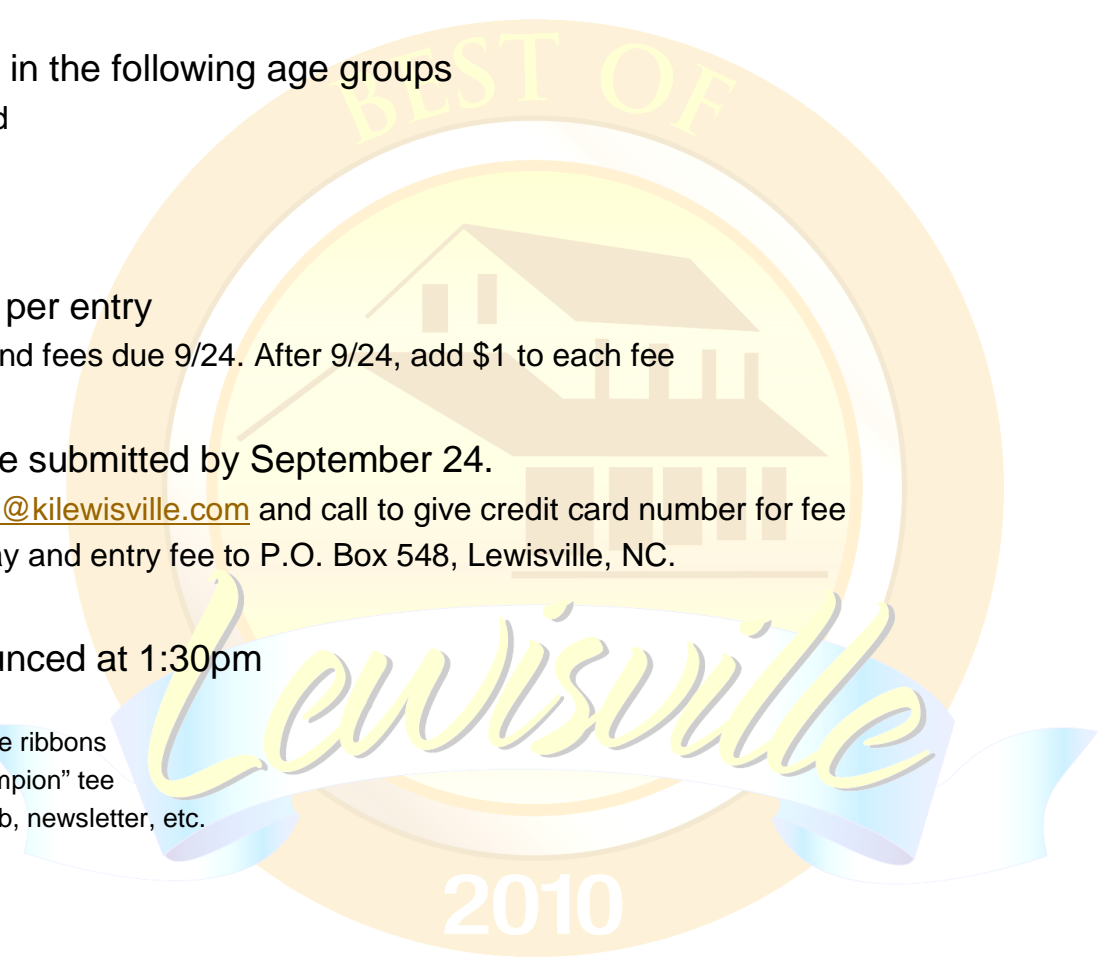 BEST OF
in the following age groups
d
per entry
nd fees due 9/24. After 9/24, add $1 to each fee
e submitted by September 24.
@kilewisville.com and call to give credit card number for fee
ay and entry fee to P.O. Box 548, Lewisville, NC.
unced at 1:30pm
Lewisville
e ribbons
mpion” tee
b, newsletter, etc.
2010